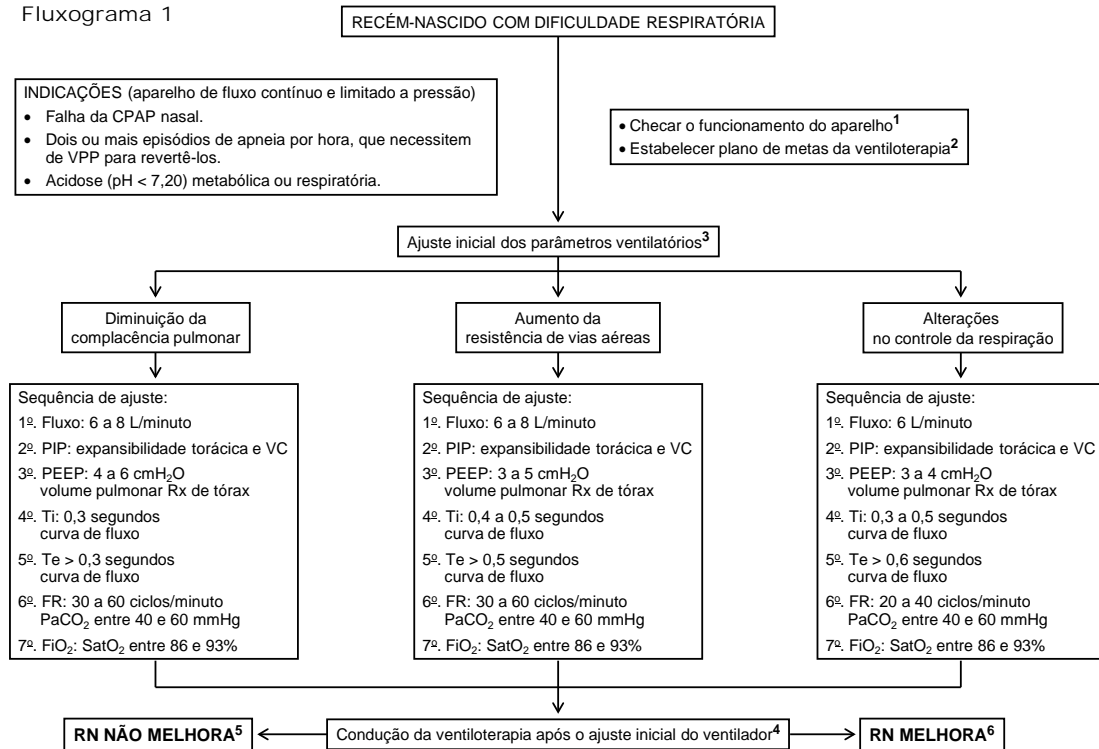 Fluxograma 1
RECÉM-NASCIDO COM DIFICULDADE RESPIRATÓRIA
INDICAÇÕES (aparelho de fluxo contínuo e limitado a pressão)
• Falha da CPAP nasal.
• Dois ou mais episódios de apneia por hora, que necessitem
de VPP para revertê-los.
• Acidose (pH < 7,20) metabólica ou respiratória.
• Checar o funcionamento do aparelho¹
• Estabelecer plano de metas da ventiloterapia²
Ajuste inicial dos parâmetros ventilatórios³
Diminuição da
complacência pulmonar
Sequência de ajuste:
1º. Fluxo: 6 a 8 L/minuto
2º. PIP: expansibilidade torácica e VC
3º. PEEP: 4 a 6 cmH₂O
volume pulmonar Rx de tórax
4º. Ti: 0,3 segundos
curva de fluxo
5º. Te > 0,3 segundos
curva de fluxo
6º. FR: 30 a 60 ciclos/minuto
PaCO₂ entre 40 e 60 mmHg
7º. FiO₂: SatO₂ entre 86 e 93%
Aumento da
resistência de vias aéreas
Sequência de ajuste:
1º. Fluxo: 6 a 8 L/minuto
2º. PIP: expansibilidade torácica e VC
3º. PEEP: 3 a 5 cmH₂O
volume pulmonar Rx de tórax
4º. Ti: 0,4 a 0,5 segundos
curva de fluxo
5º. Te > 0,5 segundos
curva de fluxo
6º. FR: 30 a 60 ciclos/minuto
PaCO₂ entre 40 e 60 mmHg
7º. FiO₂: SatO₂ entre 86 e 93%
Alterações
no controle da respiração
Sequência de ajuste:
1º. Fluxo: 6 L/minuto
2º. PIP: expansibilidade torácica e VC
3º. PEEP: 3 a 4 cmH₂O
volume pulmonar Rx de tórax
4º. Ti: 0,3 a 0,5 segundos
curva de fluxo
5º. Te > 0,6 segundos
curva de fluxo
6º. FR: 20 a 40 ciclos/minuto
PaCO₂ entre 40 e 60 mmHg
7º. FiO₂: SatO₂ entre 86 e 93%
RN NÃO MELHORA⁵
Condução da ventiloterapia após o ajuste inicial do ventilador⁴
RN MELHORA⁶